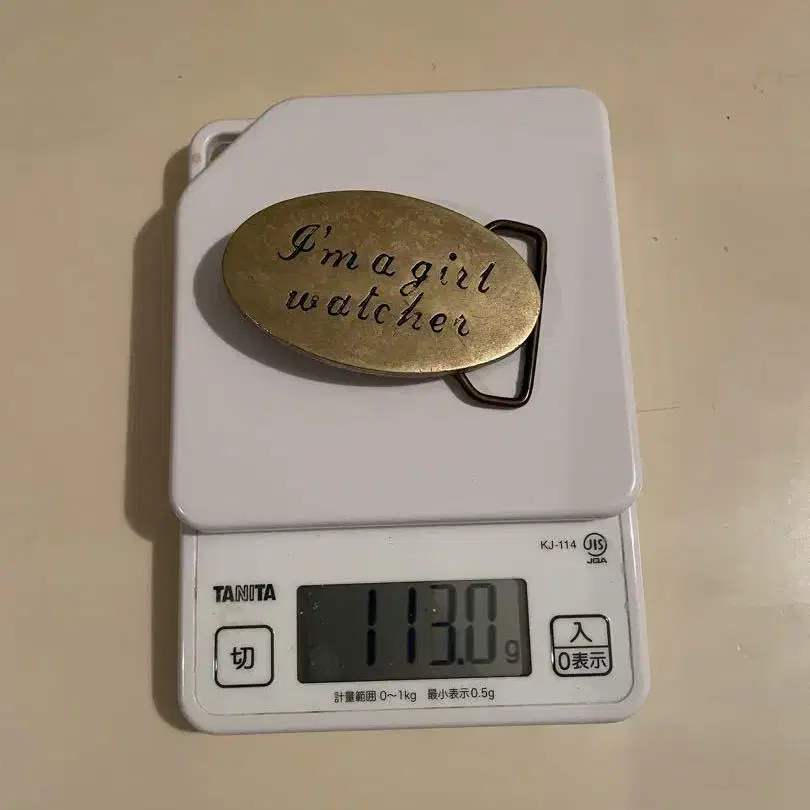 I'm a girl
watcher
KJ-114 JIS
JQA
TANITA
切
113.0g
入
0表示
計量範囲 0〜1kg 最小表示0.5g